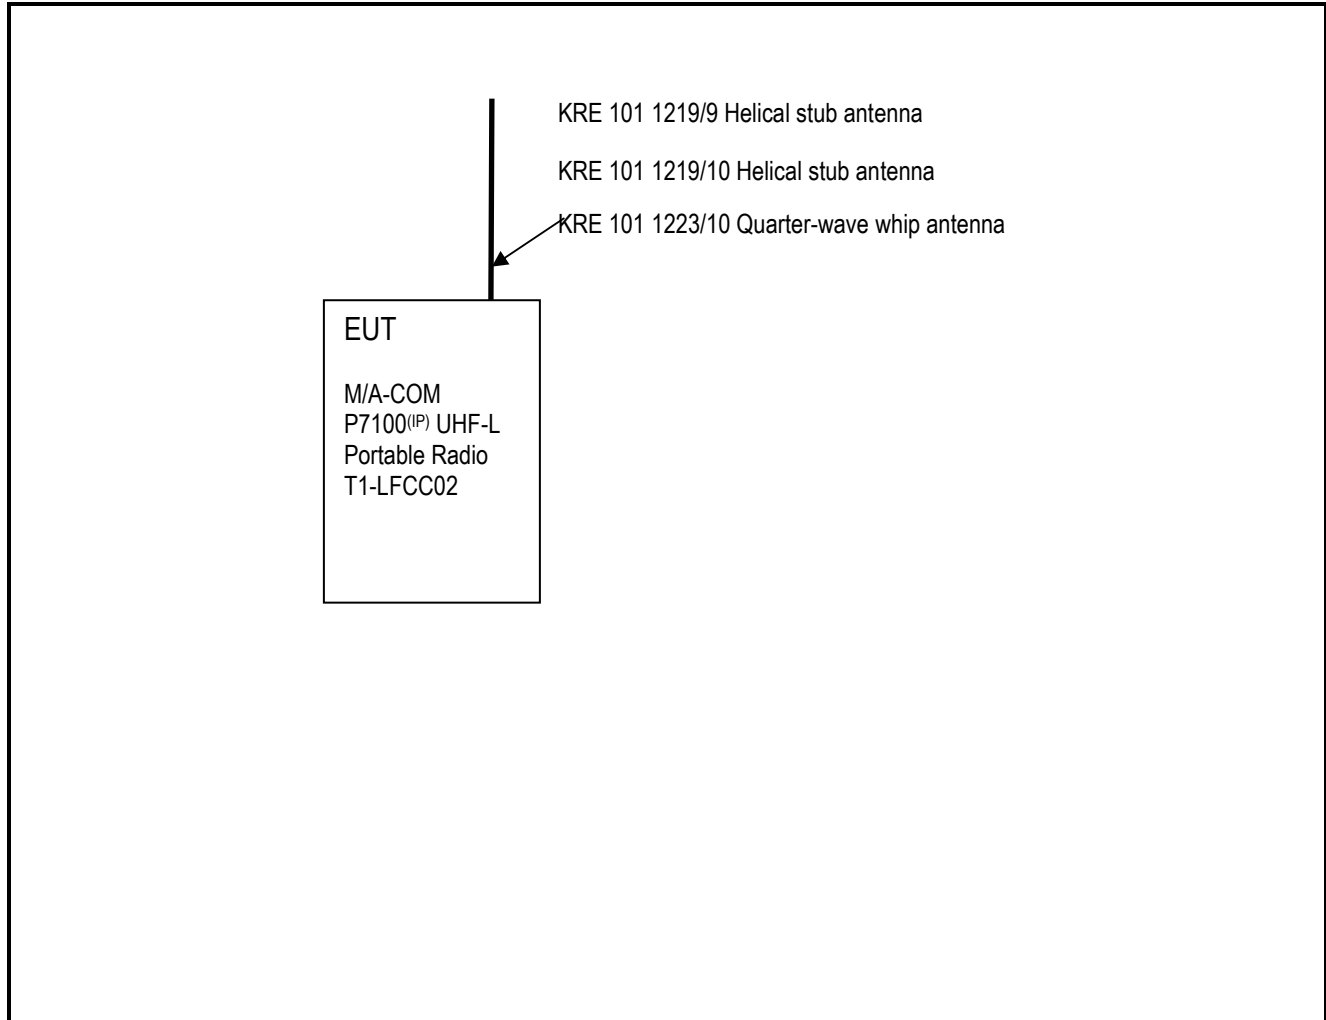 KRE 101 1219/9 Helical stub antenna
KRE 101 1219/10 Helical stub antenna
KRE 101 1223/10 Quarter-wave whip antenna
EUT
M/A-COM
P7100(IP) UHF-L
Portable Radio
T1-LFCC02